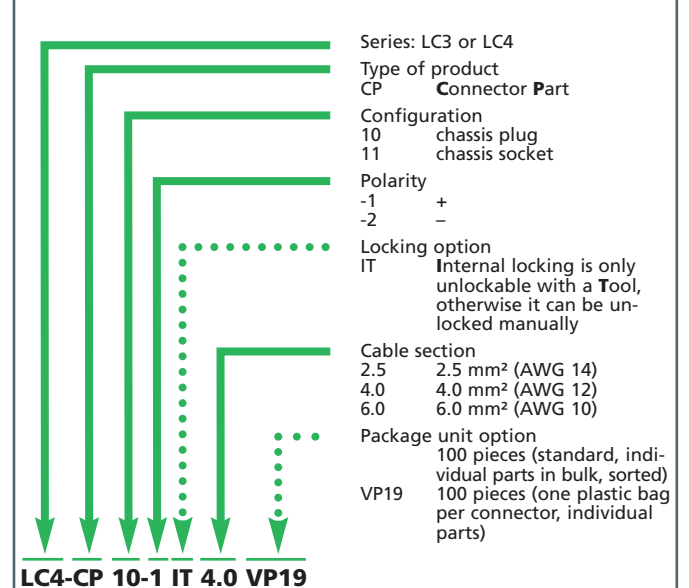 Series: LC3 or LC4
Type of product
CP Connector Part
Configuration
10 chassis plug
11 chassis socket
Polarity
-1 +
-2 –
Locking option
IT Internal locking is only
unlockable with a Tool,
otherwise it can be un-
locked manually
Cable section
2.5 2.5 mm² (AWG 14)
4.0 4.0 mm² (AWG 12)
6.0 6.0 mm² (AWG 10)
Package unit option
100 pieces (standard, indi-
vidual parts in bulk, sorted)
VP19 100 pieces (one plastic bag
per connector, individual
parts)
LC4-CP 10-1 IT 4.0 VP19